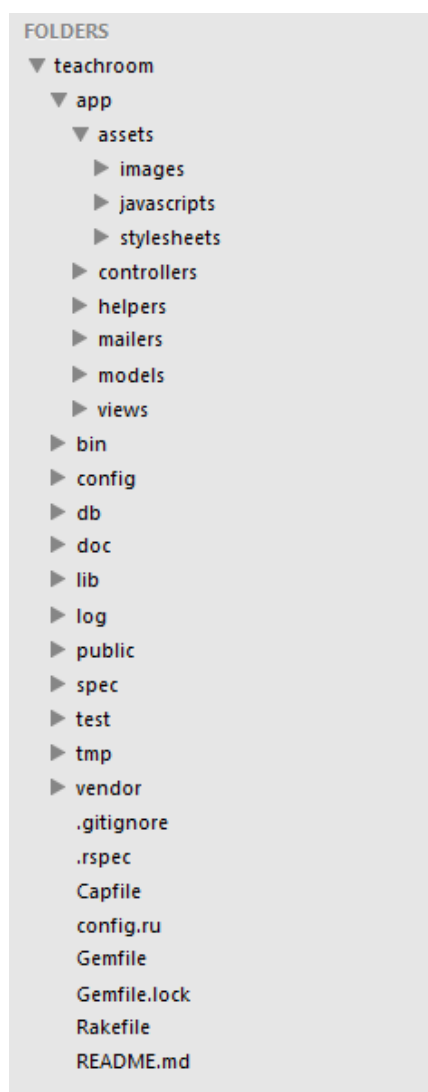 FOLDERS
teachroom
app
assets
images
javascripts
stylesheets
controllers
helpers
mailers
models
views
bin
config
db
doc
lib
log
public
spec
test
tmp
vendor
.gitignore
.rspec
Capfile
config.ru
Gemfile
Gemfile.lock
Rakefile
README.md